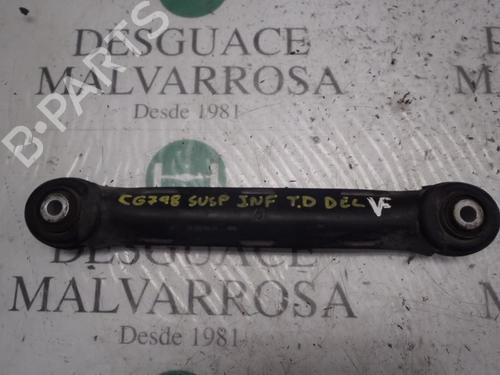 DESGUACE
MALVARROSA
Desde 1981
B-PARTS
CG798 SUSP INF T.D DEL VF
DESGUACE
MALVARROSA
Desde 1981